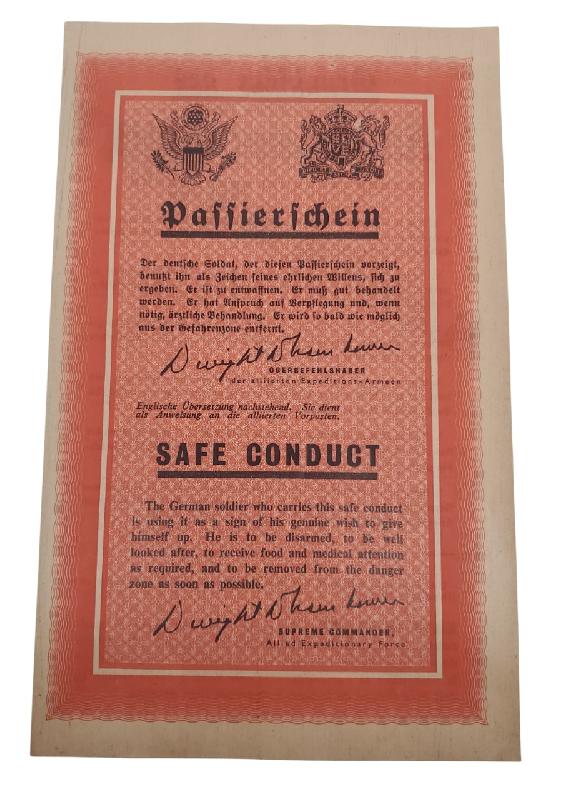 Passierschein
Der deutsche Soldat, der diesen Passierschein vorzeigt,
benutzt ihn als Zeichen seines ehrlichen Willens, sich zu
ergeben. Er ist zu entwaffnen. Er muß gut behandelt
werden. Er hat Anspruch auf Verpflegung und, wenn
nötig, ärztliche Behandlung. Er wird so bald wie möglich
aus der Gefahrenzone entfernt.
Dwight D Eisenhower
OBERBEFEHLSHABER
der alliierten Expeditions-Armeen
Englische Übersetzung nachstehend. Sie dient
als Anweisung an die alliierten Vorposten.
SAFE CONDUCT
The German soldier who carries this safe conduct
is using it as a sign of his genuine wish to give
himself up. He is to be disarmed, to be well
looked after, to receive food and medical attention
as required, and to be removed from the danger
zone as soon as possible.
Dwight D Eisenhower
SUPREME COMMANDER,
Allied Expeditionary Force